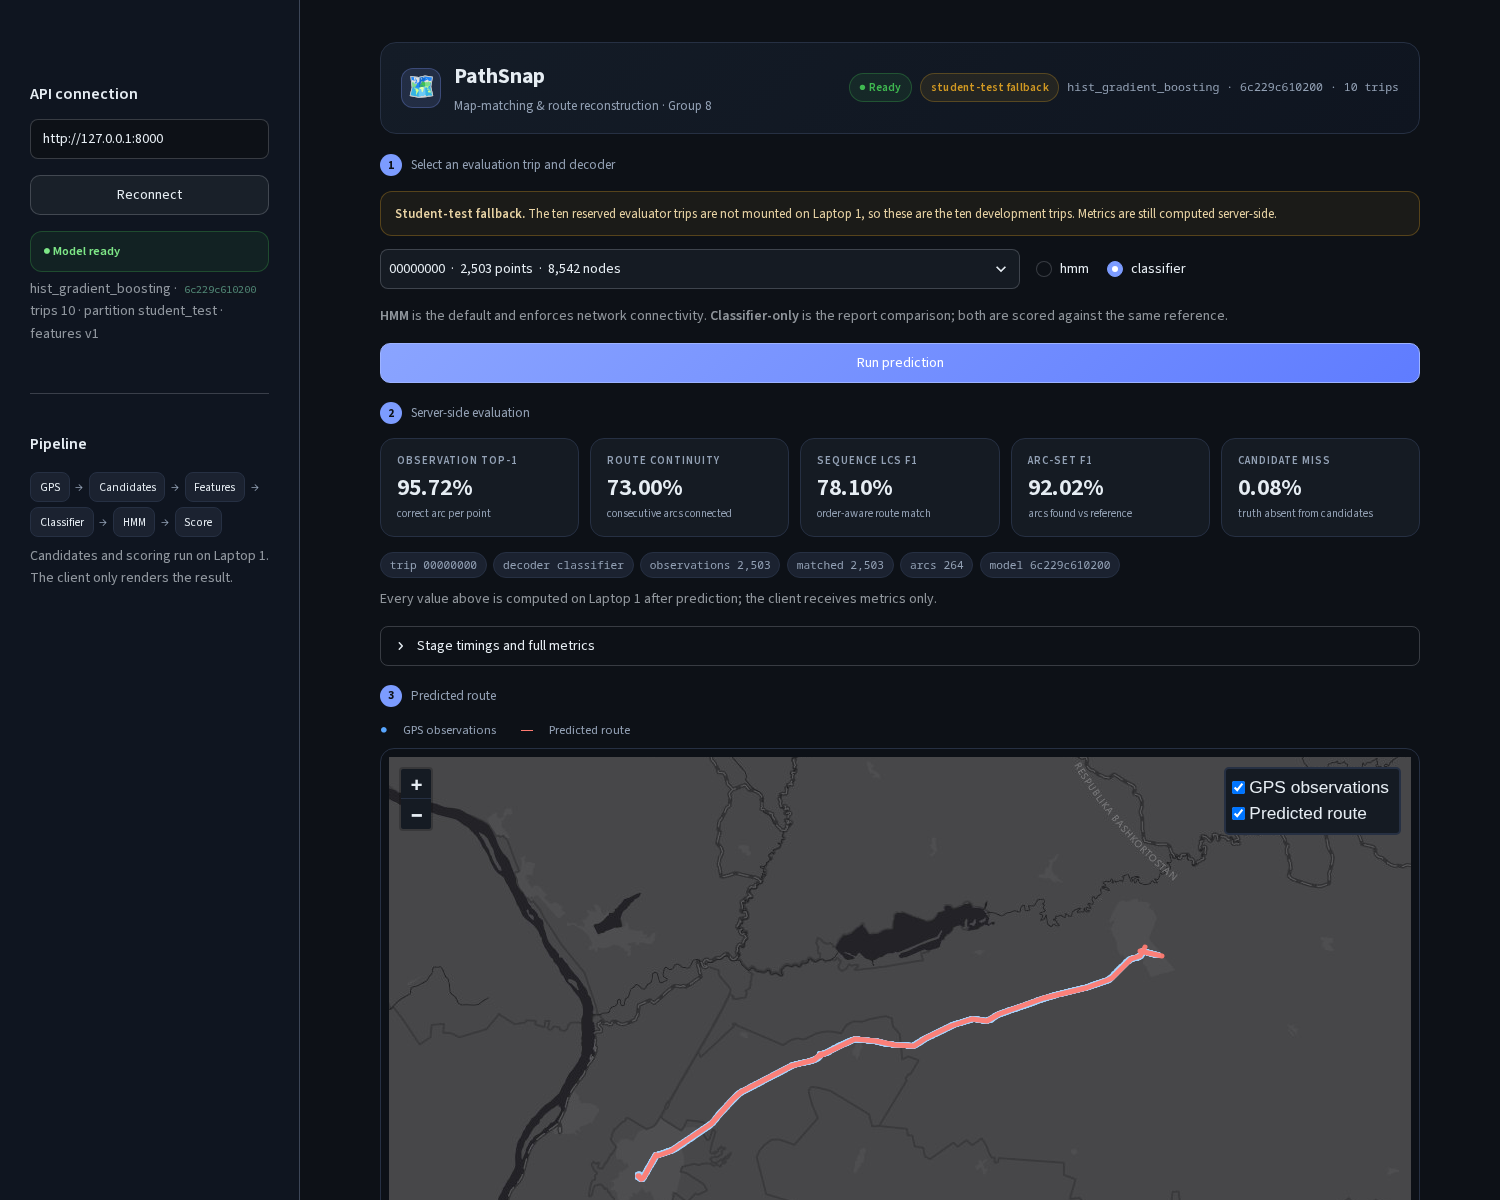 API connection
http://127.0.0.1:8000
Reconnect
Model ready
hist_gradient_boosting · 6c229c610200
trips 10 · partition student_test ·
features v1
Pipeline
GPS → Candidates → Features →
Classifier → HMM → Score
Candidates and scoring run on Laptop 1.
The client only renders the result.
PathSnap
Map-matching & route reconstruction · Group 8
Ready
student-test fallback
hist_gradient_boosting · 6c229c610200 · 10 trips
1 Select an evaluation trip and decoder
Student-test fallback. The ten reserved evaluator trips are not mounted on Laptop 1, so these are the ten development trips. Metrics are still computed server-side.
00000000 · 2,503 points · 8,542 nodes
hmm
classifier
HMM is the default and enforces network connectivity. Classifier-only is the report comparison; both are scored against the same reference.
Run prediction
2 Server-side evaluation
OBSERVATION TOP-1
95.72%
correct arc per point
ROUTE CONTINUITY
73.00%
consecutive arcs connected
SEQUENCE LCS F1
78.10%
order-aware route match
ARC-SET F1
92.02%
arcs found vs reference
CANDIDATE MISS
0.08%
truth absent from candidates
trip 00000000
decoder classifier
observations 2,503
matched 2,503
arcs 264
model 6c229c610200
Every value above is computed on Laptop 1 after prediction; the client receives metrics only.
Stage timings and full metrics
3 Predicted route
GPS observations
Predicted route
+
−
RESPUBLIKA BASHKORTOSTAN
GPS observations
Predicted route